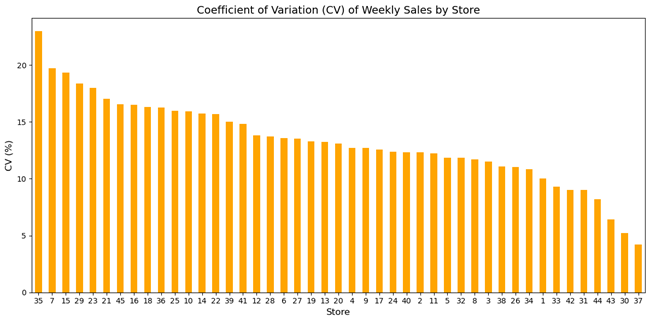 Coefficient of Variation (CV) of Weekly Sales by Store
CV (%)
20
15
10
5
0
35 7 15 29 23 21 45 16 18 36 25 10 14 22 39 41 12 28 6 27 19 13 20 4 9 17 24 40 2 11 5 32 8 3 38 26 34 1 33 42 31 44 43 30 37
Store